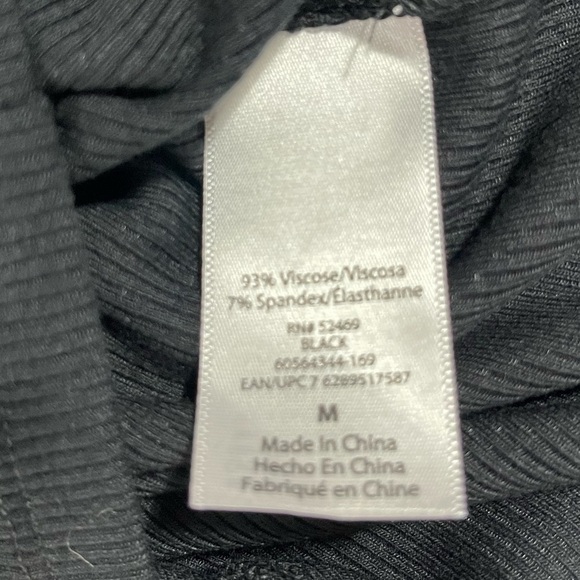 93% Viscose/Viscosa
7% Spandex/Élasthanne
RN# 52469
BLACK
60564344-169
EAN/UPC 7 6289517587
M
Made In China
Hecho En China
Fabriqué en Chine